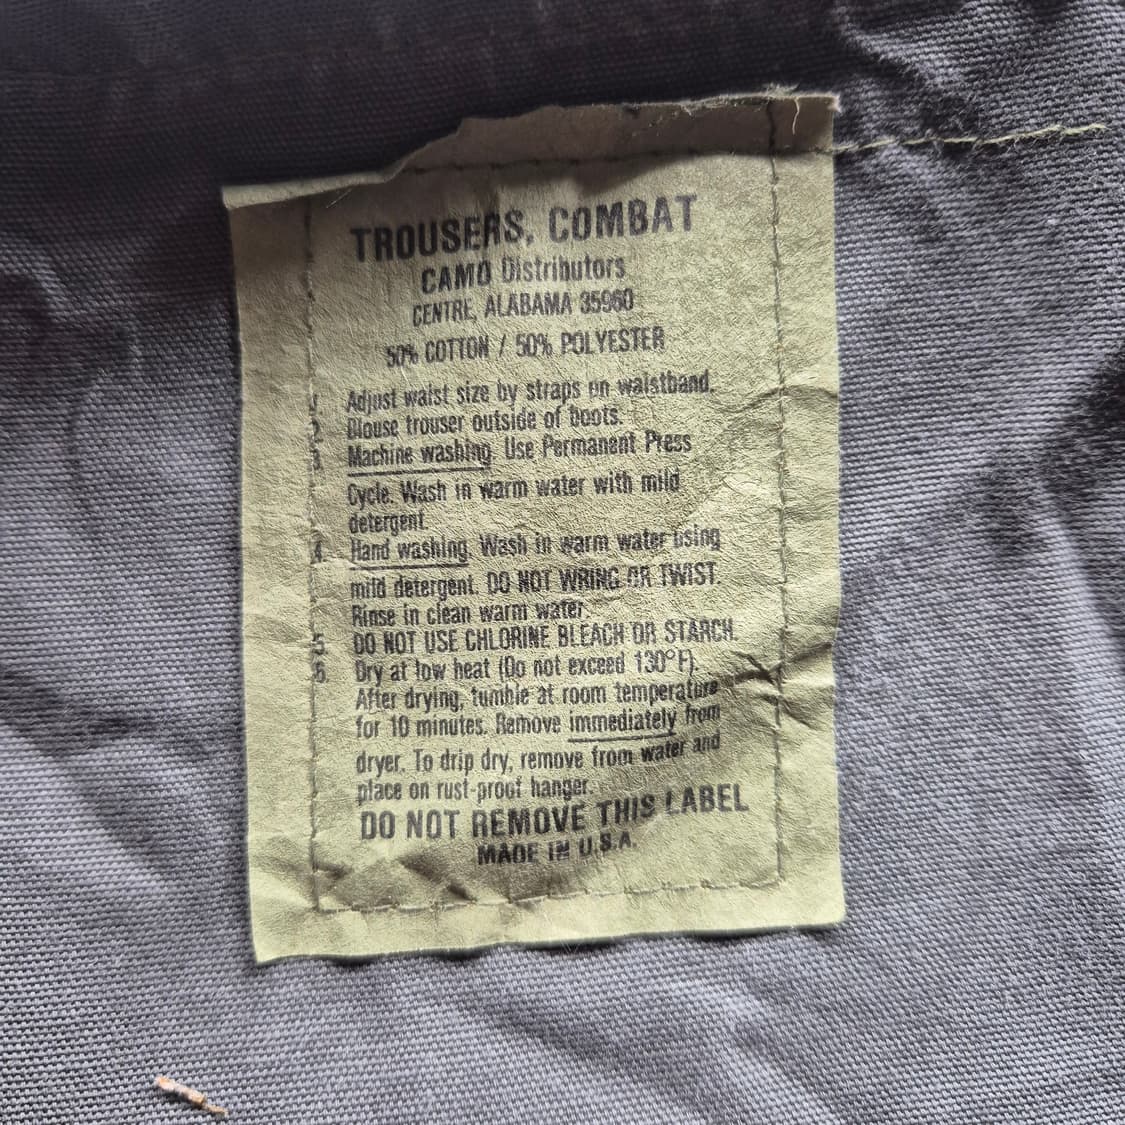 TROUSERS, COMBAT
CAMO Distributors
CENTRE, ALABAMA 35960
50% COTTON / 50% POLYESTER
1. Adjust waist size by straps on waistband.
2. Blouse trouser outside of boots.
3. Machine washing. Use Permanent Press
Cycle. Wash in warm water with mild
detergent.
4. Hand washing. Wash in warm water using
mild detergent. DO NOT WRING OR TWIST.
Rinse in clean warm water.
5. DO NOT USE CHLORINE BLEACH OR STARCH.
6. Dry at low heat (Do not exceed 130°F).
After drying, tumble at room temperature
for 10 minutes. Remove immediately from
dryer. To drip dry, remove from water and
place on rust-proof hanger.
DO NOT REMOVE THIS LABEL
MADE IN U.S.A.